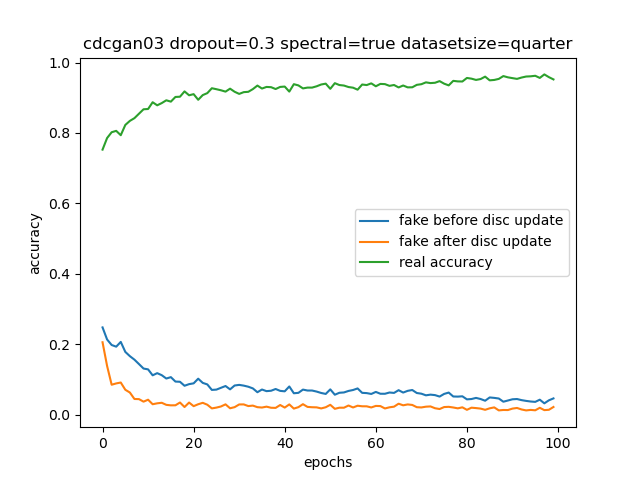 cdcgan03 dropout=0.3 spectral=true datasetsize=quarter
1.0
0.8
0.6
0.4
0.2
0.0
accuracy
fake before disc update
fake after disc update
real accuracy
0
20
40
60
80
100
epochs